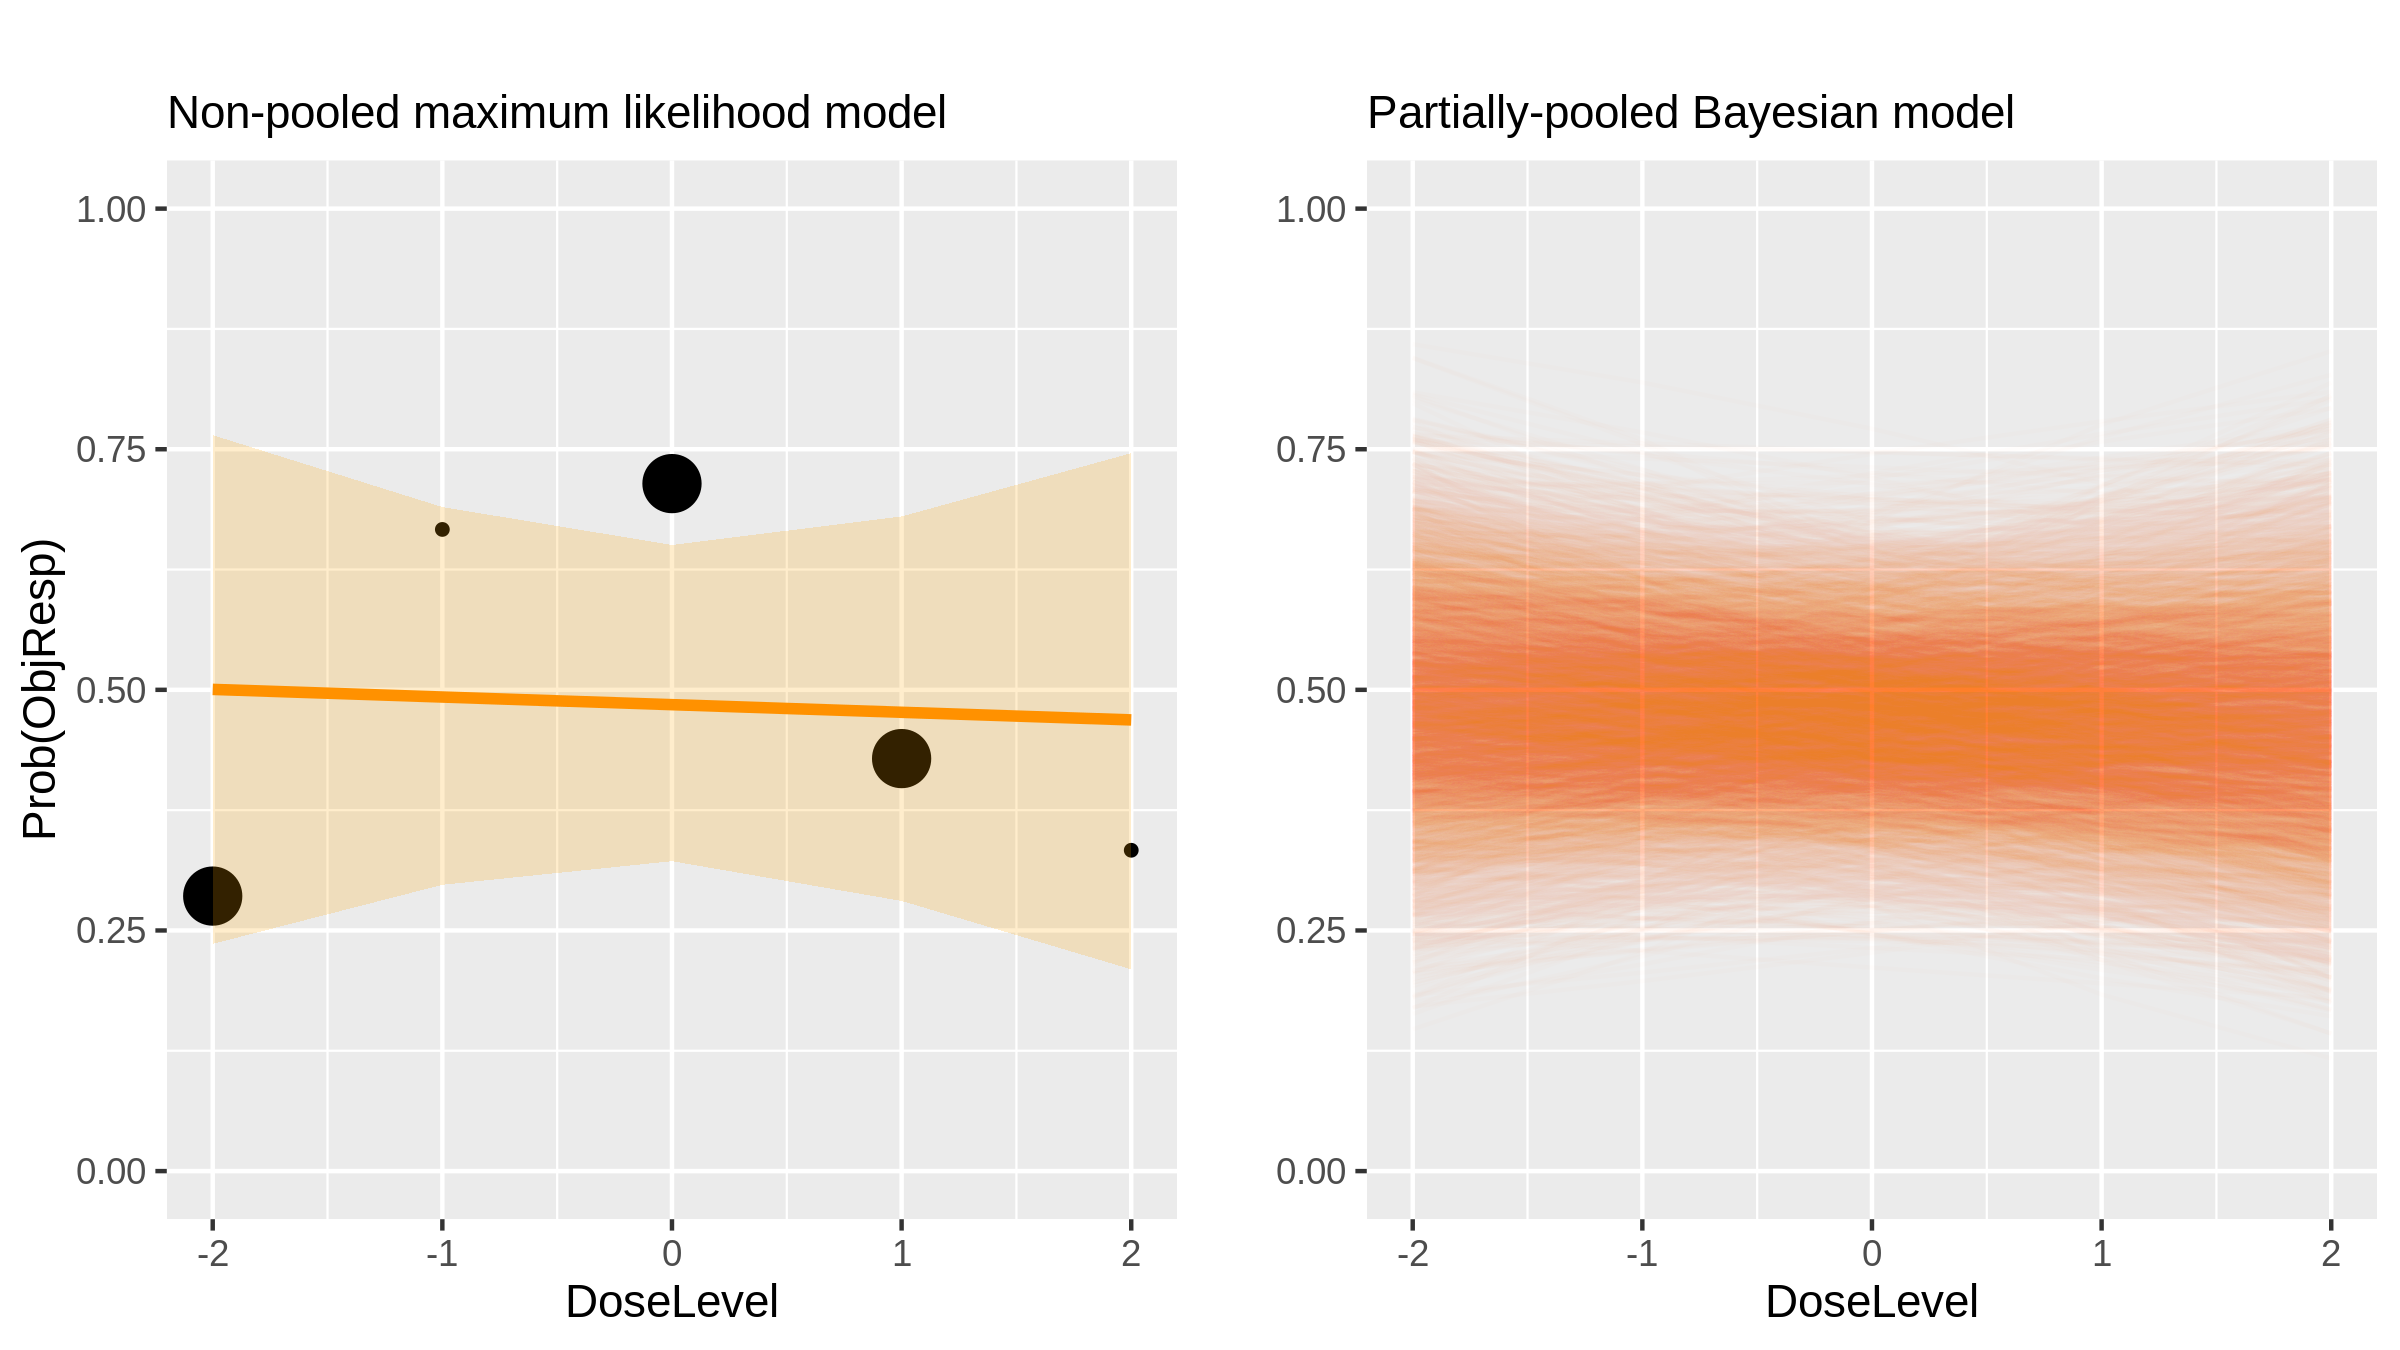 Non-pooled maximum likelihood model
Prob(ObjResp)
1.00
0.75
0.50
0.25
0.00
-2 -1 0 1 2
DoseLevel
Partially-pooled Bayesian model
1.00
0.75
0.50
0.25
0.00
-2 -1 0 1 2
DoseLevel